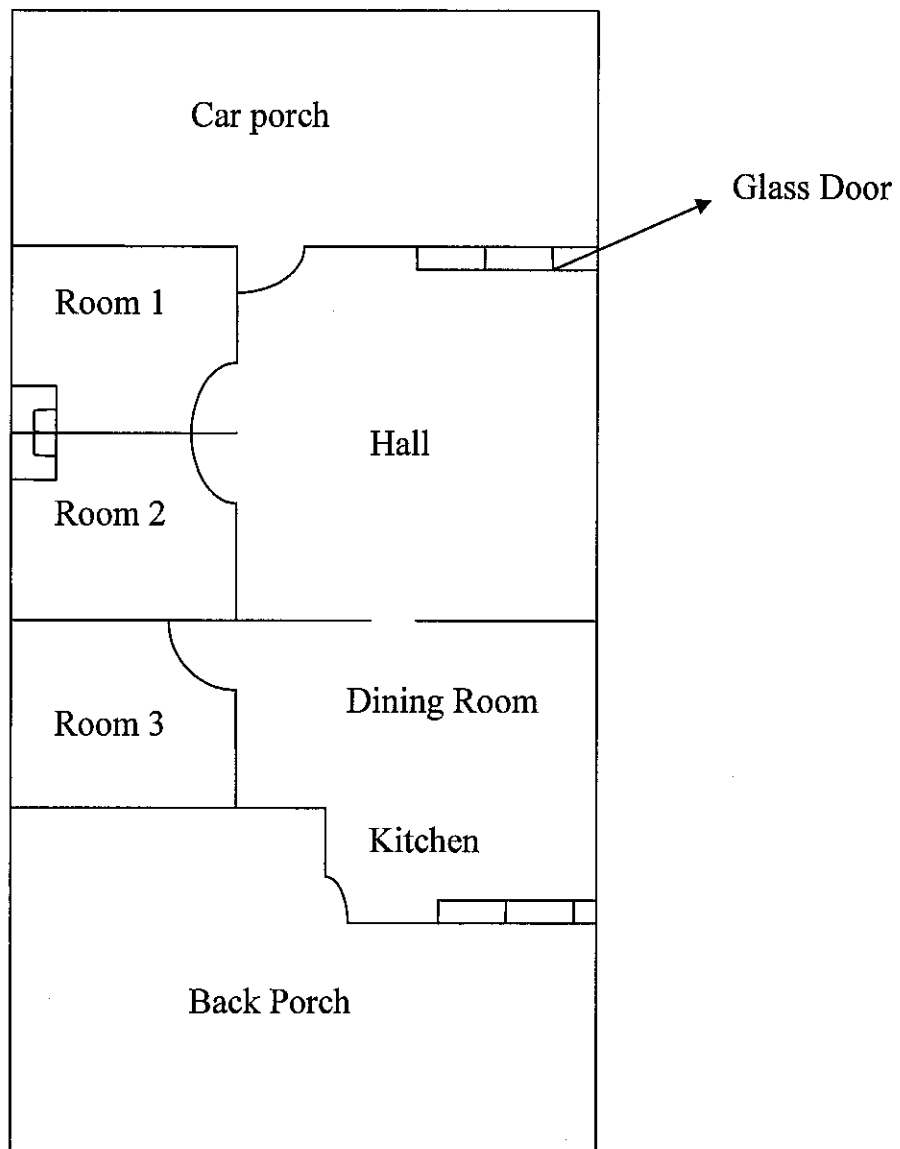 Car porch
Glass Door
Room 1
Hall
Room 2
Dining Room
Room 3
Kitchen
Back Porch